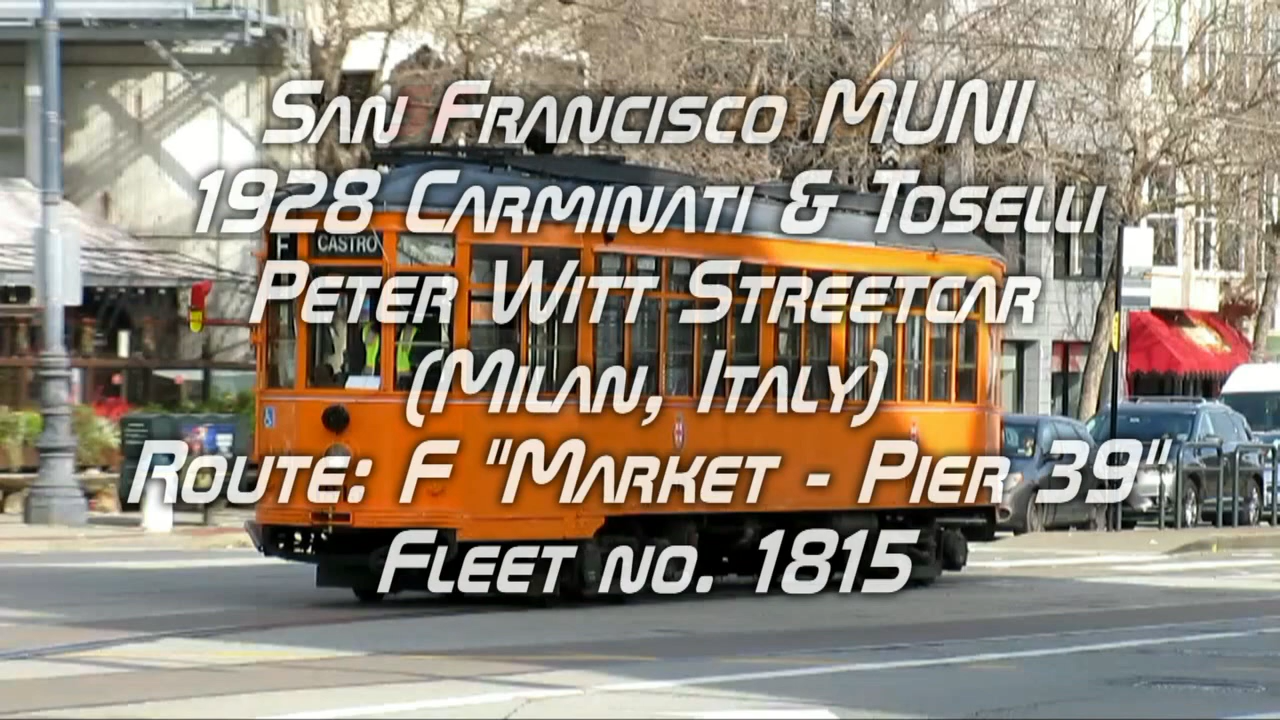 San Francisco MUNI
1928 Carminati & Toselli
Peter Witt Streetcar
(Milan, Italy)
Route: F "Market - Pier 39"
Fleet no. 1815
F CASTRO